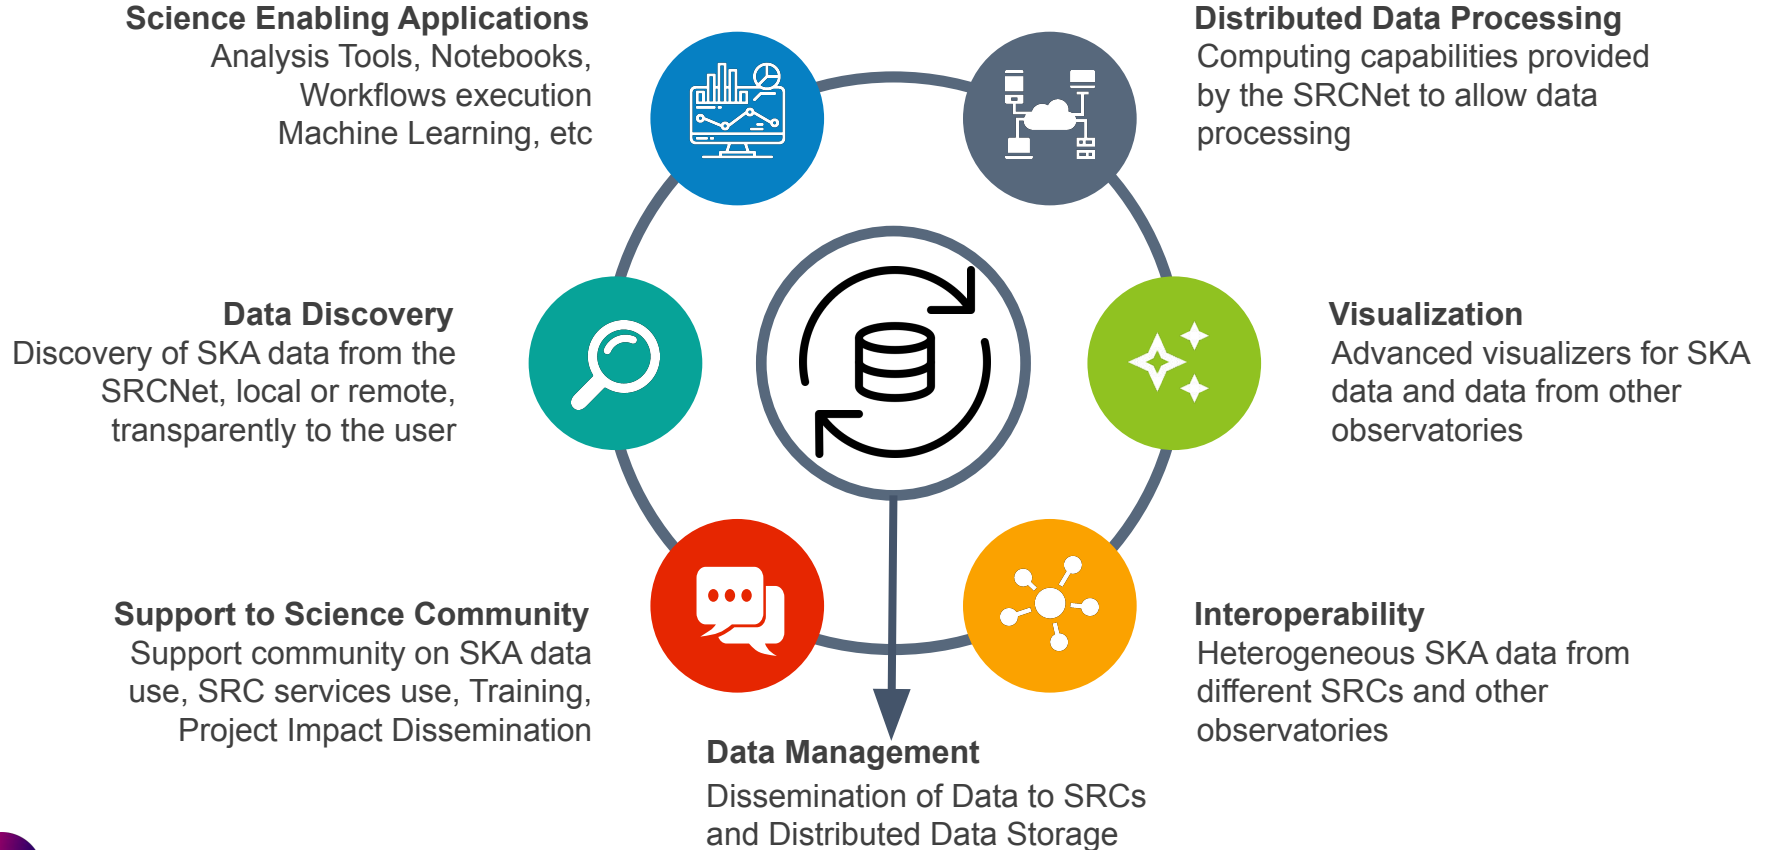 Science Enabling Applications
Analysis Tools, Notebooks,
Workflows execution
Machine Learning, etc
Distributed Data Processing
Computing capabilities provided
by the SRCNet to allow data
processing
Data Discovery
Discovery of SKA data from the
SRCNet, local or remote,
transparently to the user
Visualization
Advanced visualizers for SKA
data and data from other
observatories
Support to Science Community
Support community on SKA data
use, SRC services use, Training,
Project Impact Dissemination
Interoperability
Heterogeneous SKA data from
different SRCs and other
observatories
Data Management
Dissemination of Data to SRCs
and Distributed Data Storage